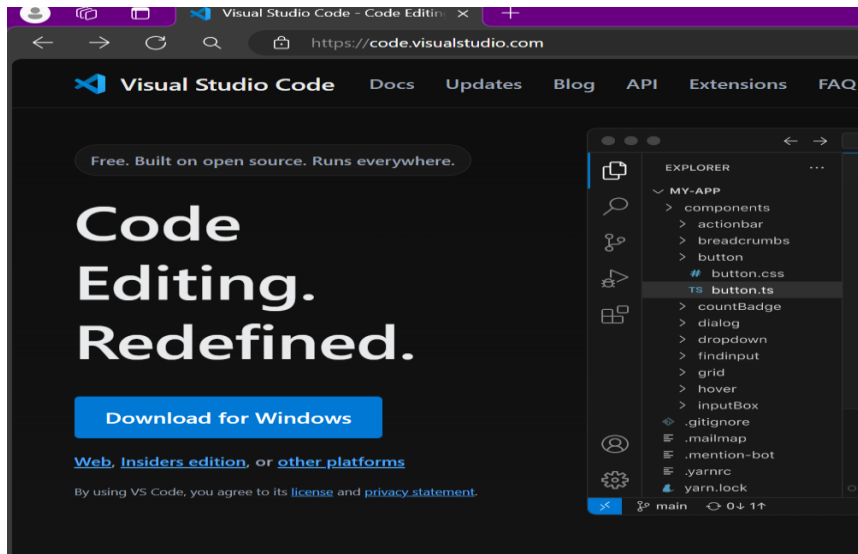 Visual Studio Code - Code Editin
https://code.visualstudio.com
Visual Studio Code Docs Updates Blog API Extensions FAQ
Free. Built on open source. Runs everywhere.
Code
Editing.
Redefined.
Download for Windows
Web, Insiders edition, or other platforms
By using VS Code, you agree to its license and privacy statement.
EXPLORER ...
MY-APP
> components
> actionbar
> breadcrumbs
> button
# button.css
TS button.ts
> countBadge
> dialog
> dropdown
> findinput
> grid
> hover
> inputBox
.gitignore
.mailmap
.mention-bot
.yarnrc
yarn.lock
main 0↓ 1↑